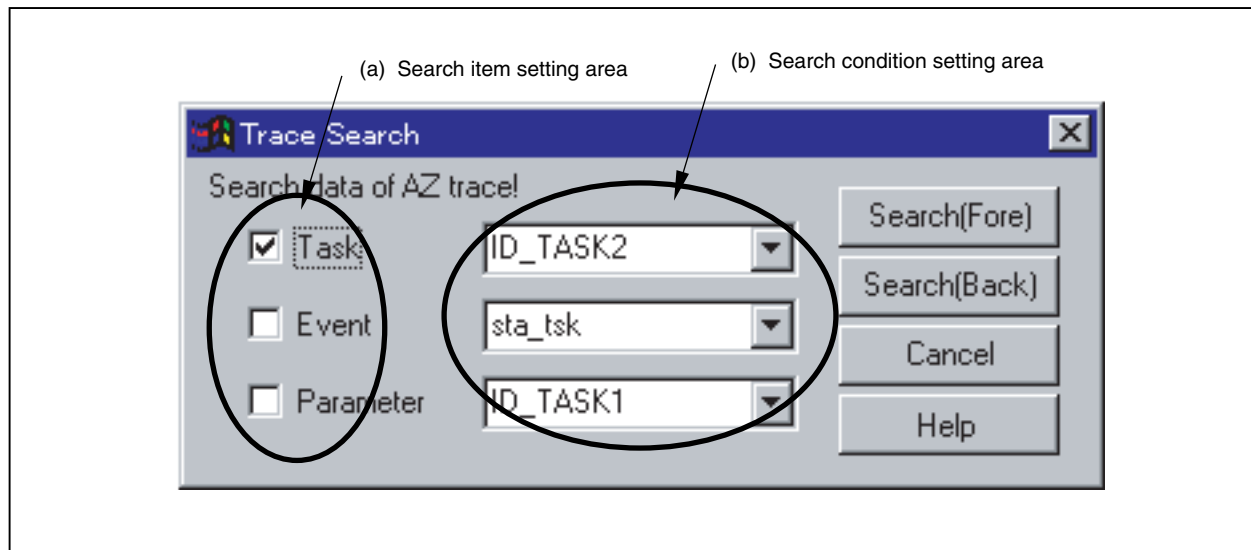 (a) Search item setting area
(b) Search condition setting area
Trace Search
Search data of AZ trace!
Task
ID_TASK2
Search(Fore)
Event
sta_tsk
Search(Back)
Parameter
ID_TASK1
Cancel
Help